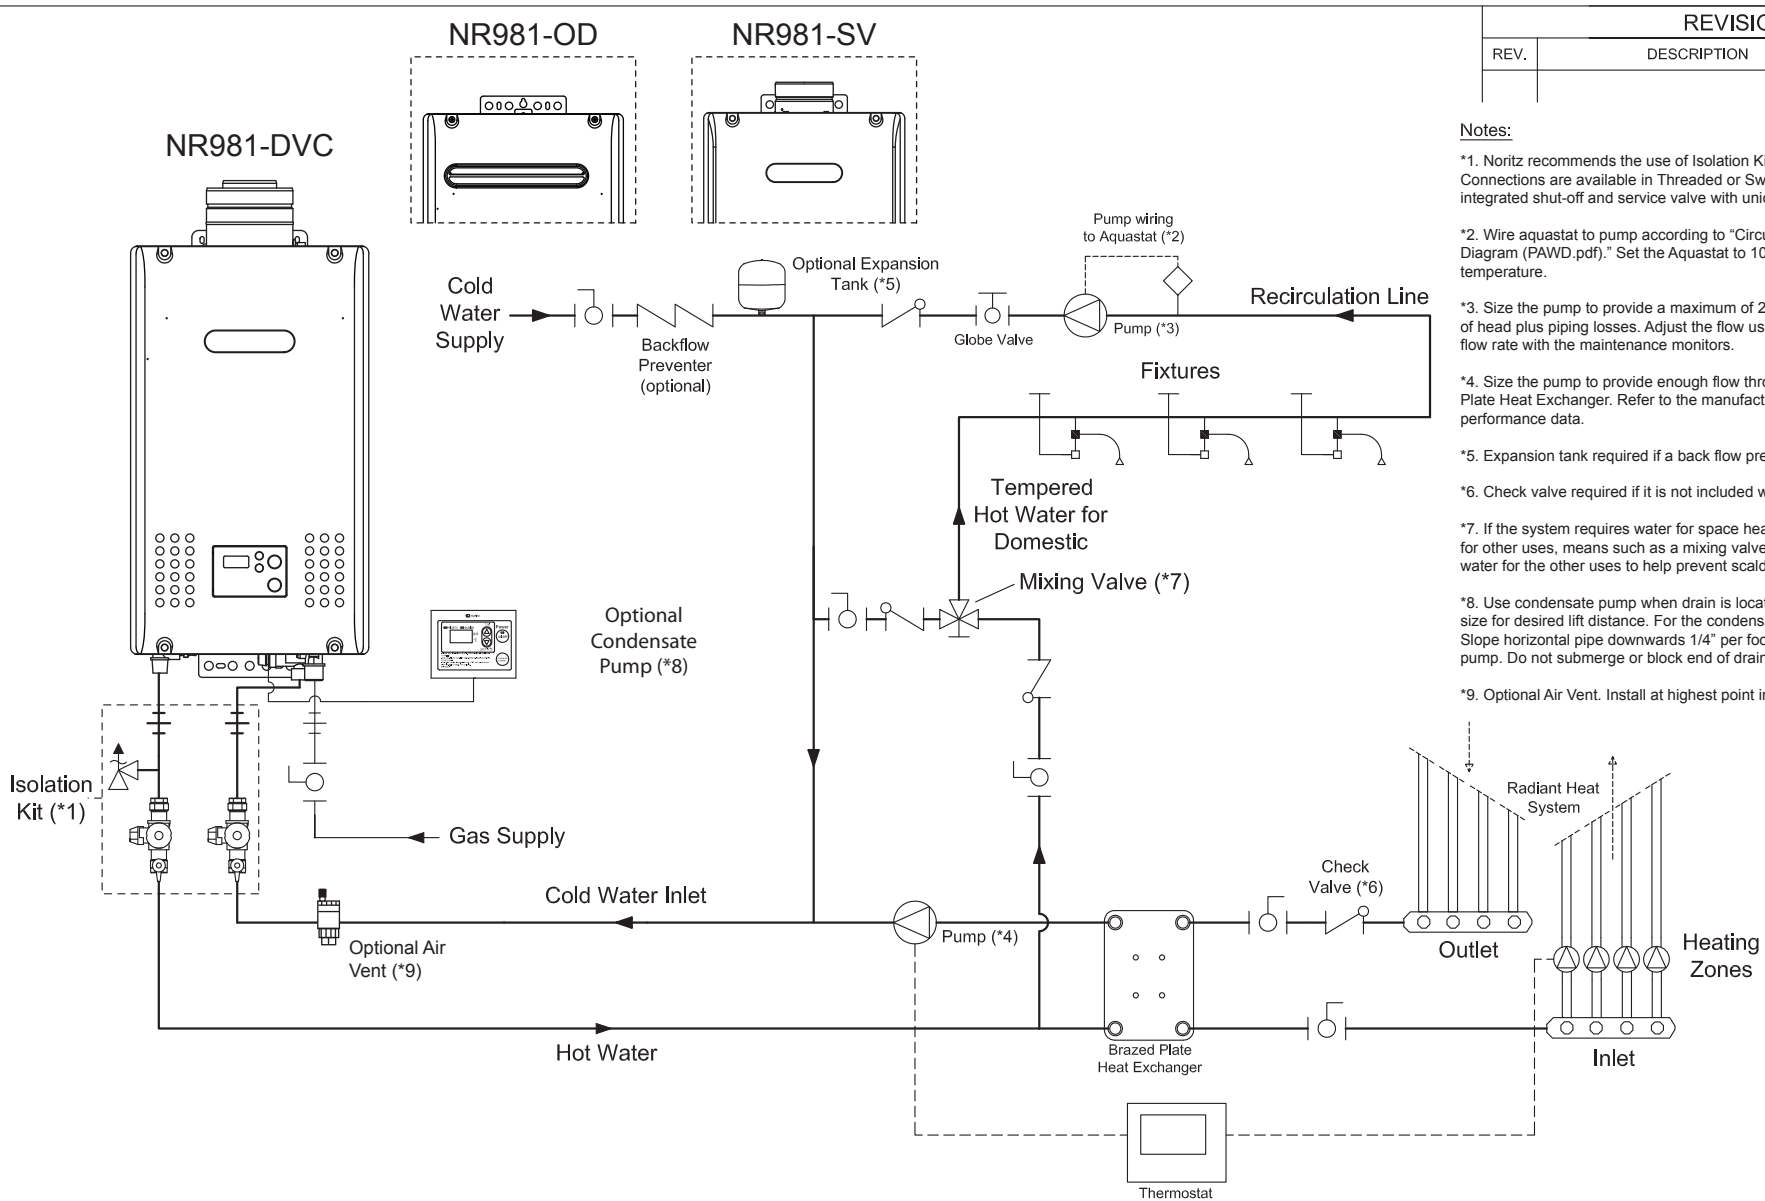 NR981-OD
NR981-SV
NR981-DVC
REVISIO
REV.
DESCRIPTION
Notes:
*1. Noritz recommends the use of Isolation Ki
Connections are available in Threaded or Sw
integrated shut-off and service valve with unio
*2. Wire aquastat to pump according to “Circu
Diagram (PAWD.pdf).” Set the Aquastat to 10
temperature.
*3. Size the pump to provide a maximum of 2
of head plus piping losses. Adjust the flow us
flow rate with the maintenance monitors.
*4. Size the pump to provide enough flow thro
Plate Heat Exchanger. Refer to the manufact
performance data.
*5. Expansion tank required if a back flow pre
*6. Check valve required if it is not included w
*7. If the system requires water for space hea
for other uses, means such as a mixing valve
water for the other uses to help prevent scald
*8. Use condensate pump when drain is locat
size for desired lift distance. For the condens
Slope horizontal pipe downwards 1/4” per foo
pump. Do not submerge or block end of drain
*9. Optional Air Vent. Install at highest point in
Pump wiring
to Aquastat (*2)
Cold
Water
Supply
Optional Expansion
Tank (*5)
Recirculation Line
Backflow
Preventer
(optional)
Globe Valve
Pump (*3)
Fixtures
Tempered
Hot Water for
Domestic
Mixing Valve (*7)
Optional
Condensate
Pump (*8)
Isolation
Kit (*1)
Gas Supply
Cold Water Inlet
Optional Air
Vent (*9)
Pump (*4)
Check
Valve (*6)
Radiant Heat
System
Outlet
Heating
Zones
Hot Water
Brazed Plate
Heat Exchanger
Inlet
Thermostat